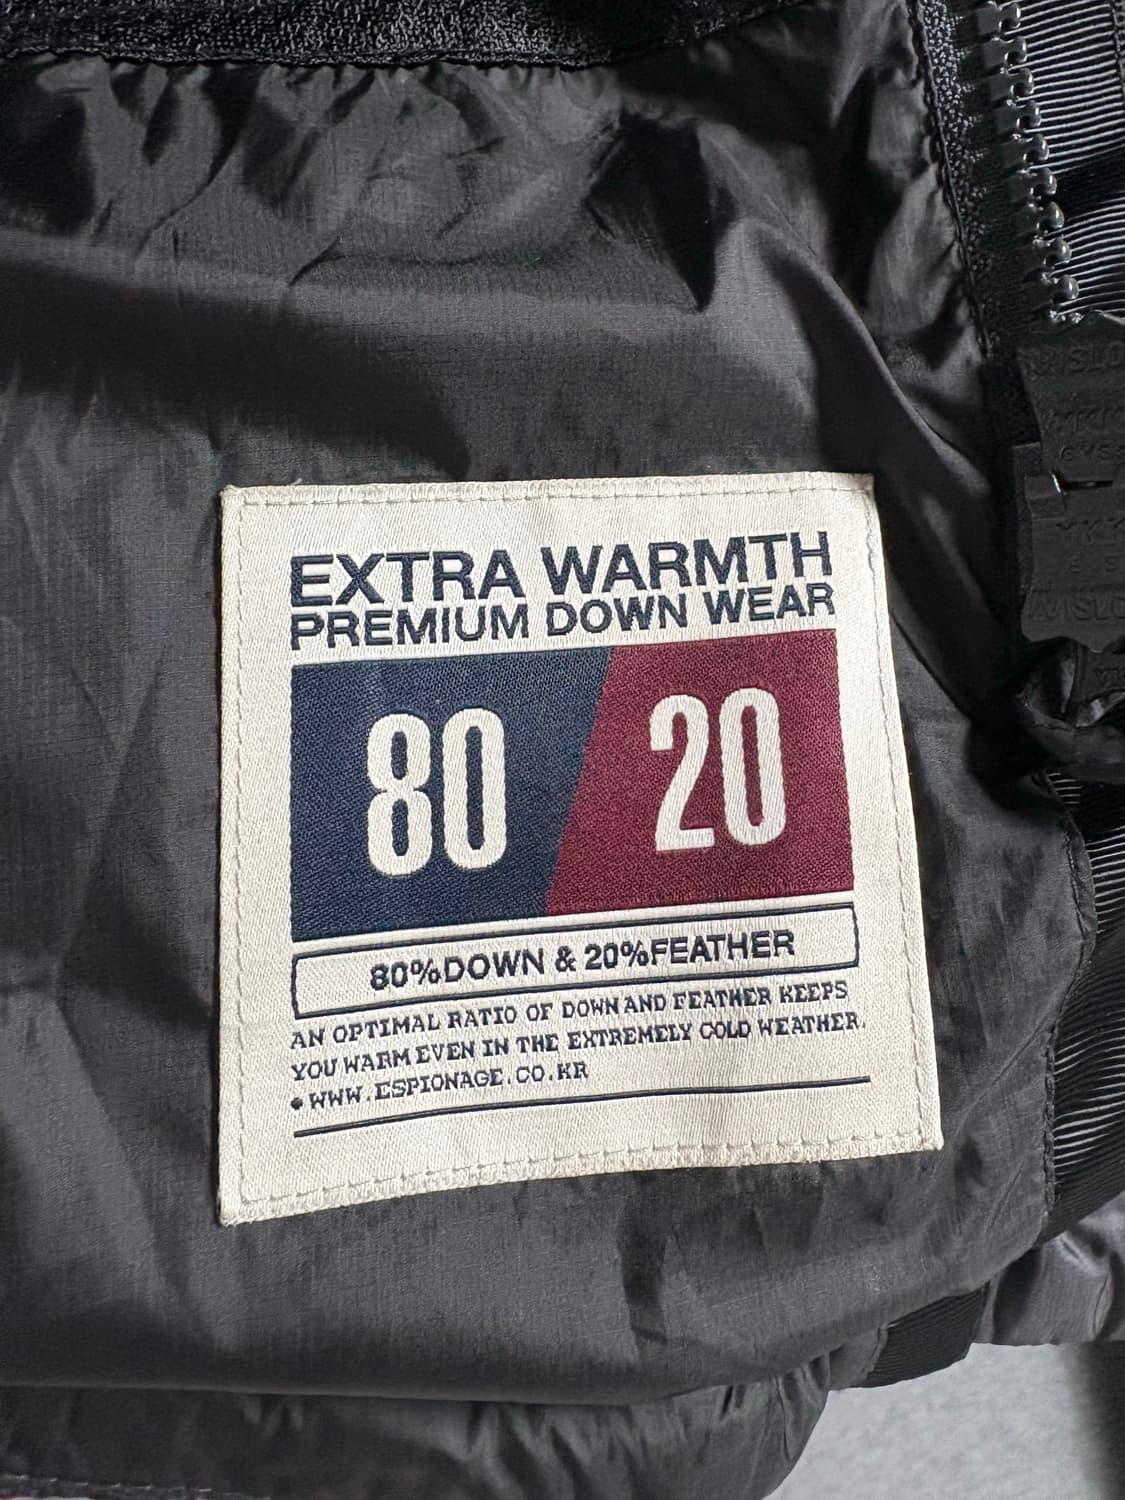 EXTRA WARMTH
PREMIUM DOWN WEAR
80 20
80%DOWN & 20%FEATHER
AN OPTIMAL RATIO OF DOWN AND FEATHER KEEPS
YOU WARM EVEN IN THE EXTREMELY COLD WEATHER.
• WWW.ESPIONAGE.CO.KR